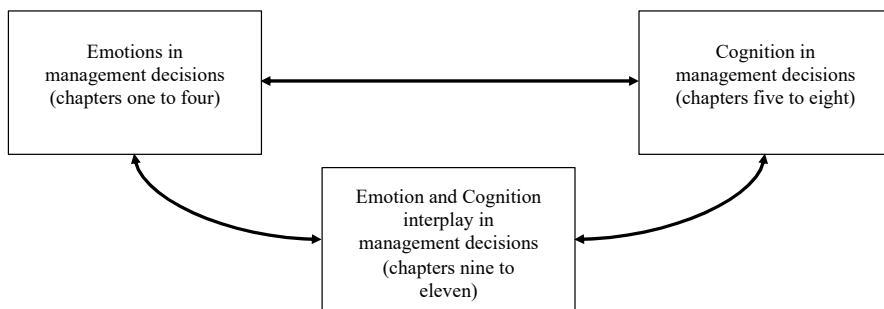 Emotions in
management decisions
(chapters one to four)
Cognition in
management decisions
(chapters five to eight)
Emotion and Cognition
interplay in
management decisions
(chapters nine to
eleven)